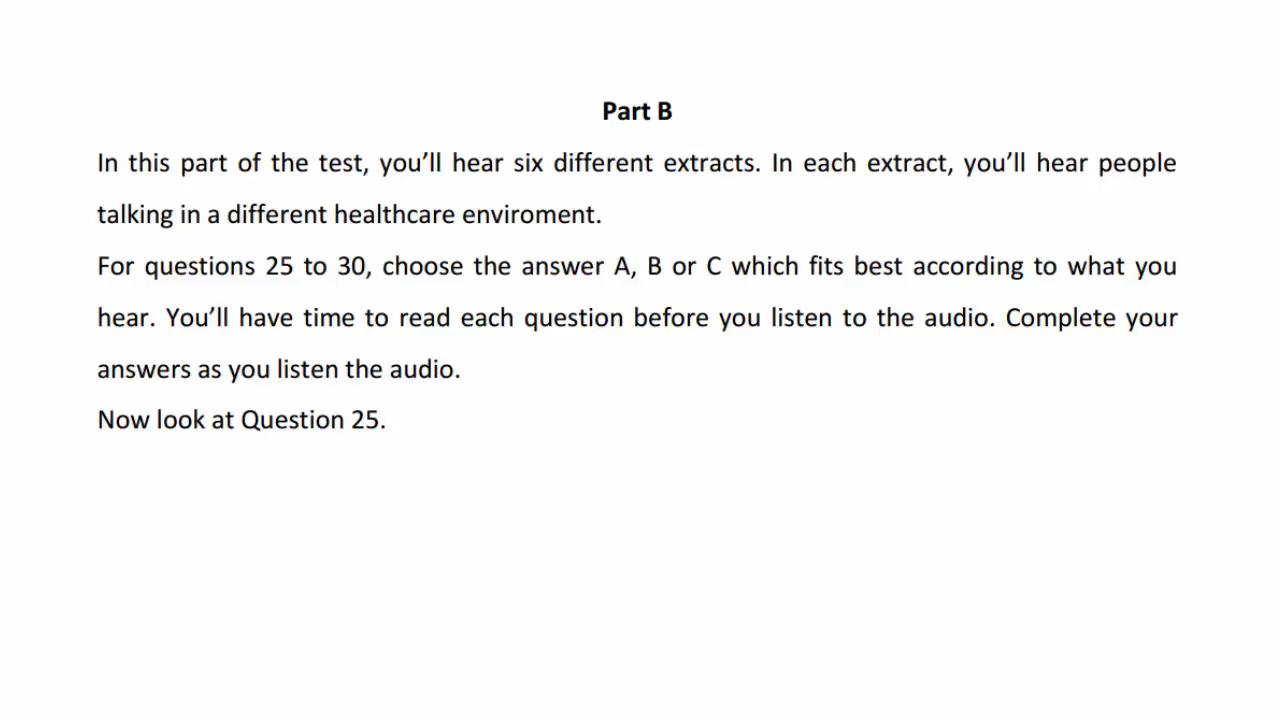 Part B
In this part of the test, you’ll hear six different extracts. In each extract, you’ll hear people
talking in a different healthcare enviroment.
For questions 25 to 30, choose the answer A, B or C which fits best according to what you
hear. You’ll have time to read each question before you listen to the audio. Complete your
answers as you listen the audio.
Now look at Question 25.